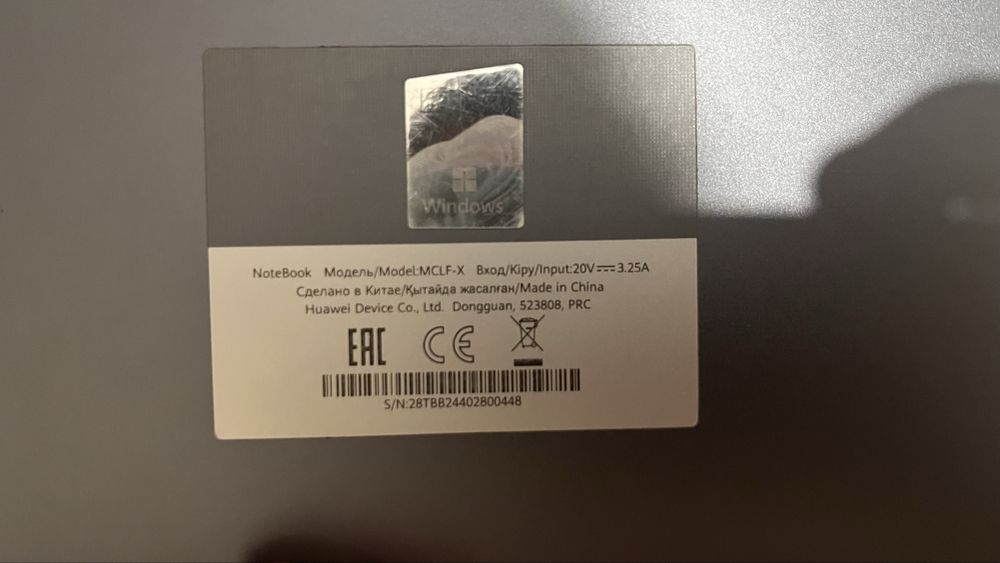 Windows
NoteBook Модель/Model:MCLF-X Вход/Кіру/Input:20V⎓3.25A
Сделано в Китае/Қытайда жасалған/Made in China
Huawei Device Co., Ltd. Dongguan, 523808, PRC
EAC CE
S/N:28TBB24402800448